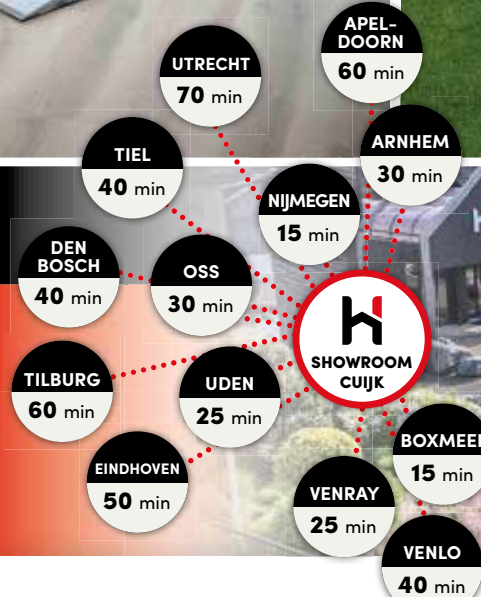 APEL-
DOORN
60 min
UTRECHT
70 min
ARNHEM
30 min
TIEL
40 min
NIJMEGEN
15 min
DEN
BOSCH
40 min
OSS
30 min
SHOWROOM
CUIJK
TILBURG
60 min
UDEN
25 min
BOXMEE
15 min
EINDHOVEN
50 min
VENRAY
25 min
VENLO
40 min